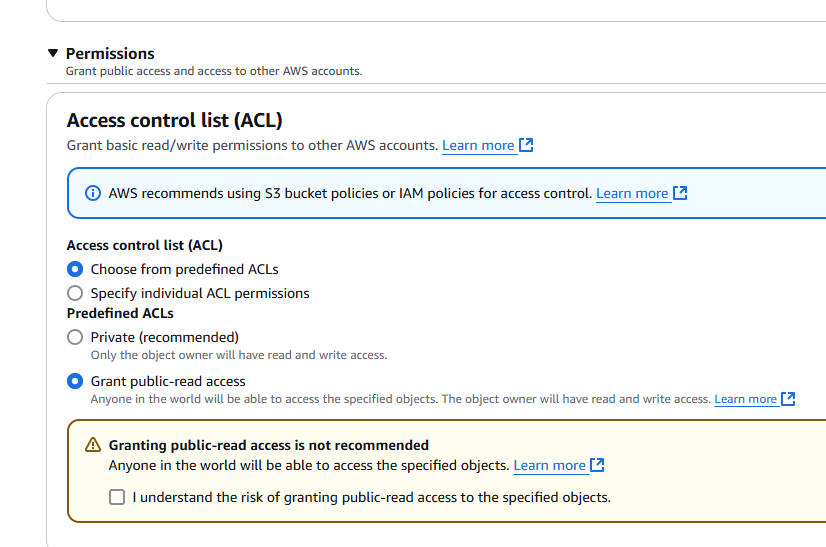 Permissions
Grant public access and access to other AWS accounts.
Access control list (ACL)
Grant basic read/write permissions to other AWS accounts. Learn more
AWS recommends using S3 bucket policies or IAM policies for access control. Learn more
Access control list (ACL)
Choose from predefined ACLs
Specify individual ACL permissions
Predefined ACLs
Private (recommended)
Only the object owner will have read and write access.
Grant public-read access
Anyone in the world will be able to access the specified objects. The object owner will have read and write access. Learn more
Granting public-read access is not recommended
Anyone in the world will be able to access the specified objects. Learn more
I understand the risk of granting public-read access to the specified objects.